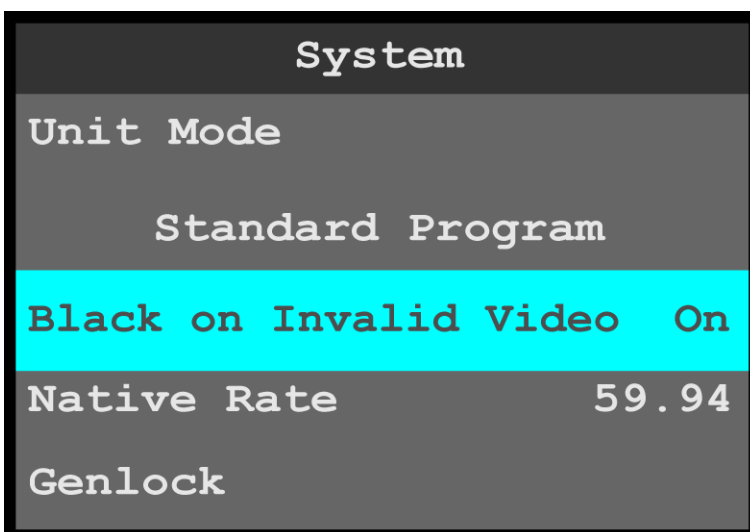 System
Unit Mode
Standard Program
Black on Invalid Video On
Native Rate 59.94
Genlock